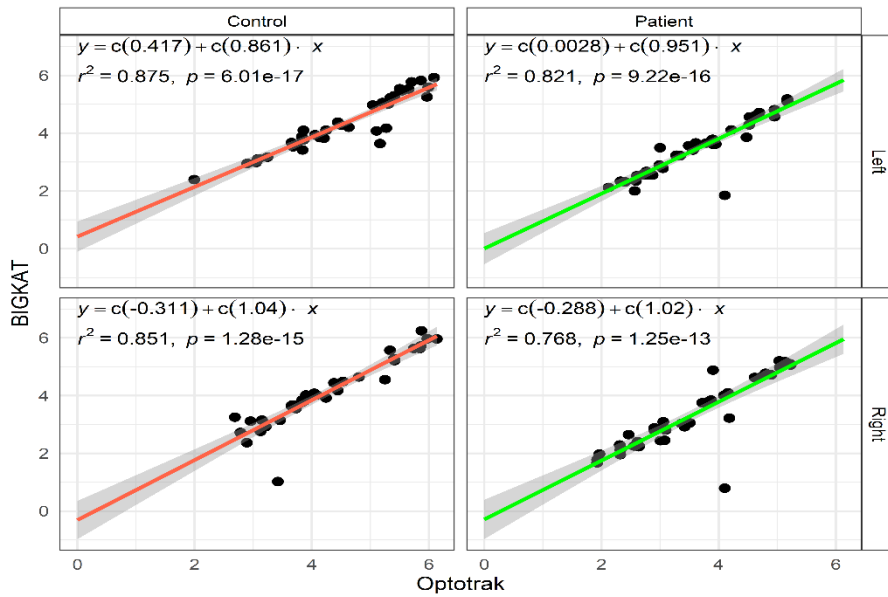 Control
Patient
y = c(0.417) + c(0.861) · x
r² = 0.875, p = 6.01e-17
y = c(0.0028) + c(0.951) · x
r² = 0.821, p = 9.22e-16
6
4
2
0
Left
BIGKAT
y = c(-0.311) + c(1.04) · x
r² = 0.851, p = 1.28e-15
y = c(-0.288) + c(1.02) · x
r² = 0.768, p = 1.25e-13
6
4
2
0
Right
0 2 4 6 0 2 4 6
Optotrak